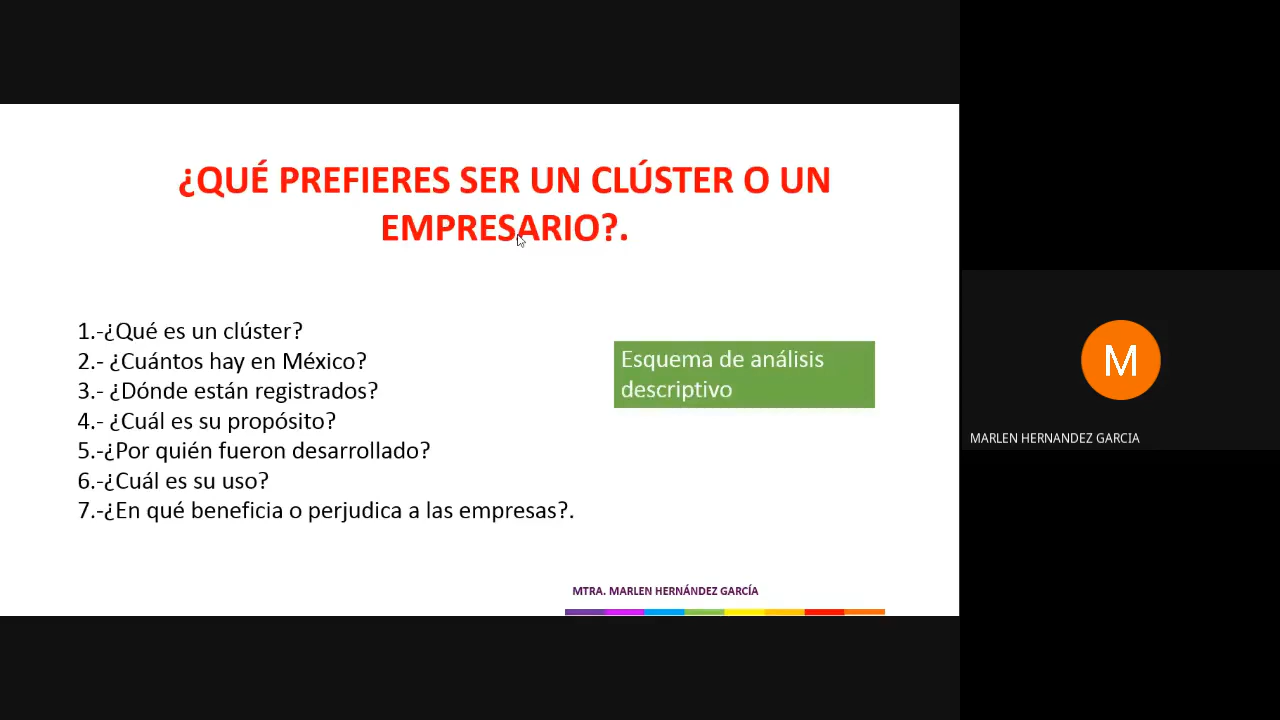 ¿QUÉ PREFIERES SER UN CLÚSTER O UN
EMPRESARIO?.
1.-¿Qué es un clúster?
2.- ¿Cuántos hay en México?
3.- ¿Dónde están registrados?
4.- ¿Cuál es su propósito?
5.-¿Por quién fueron desarrollado?
6.-¿Cuál es su uso?
7.-¿En qué beneficia o perjudica a las empresas?.
Esquema de análisis
descriptivo
MTRA. MARLEN HERNÁNDEZ GARCÍA
M
MARLEN HERNANDEZ GARCIA